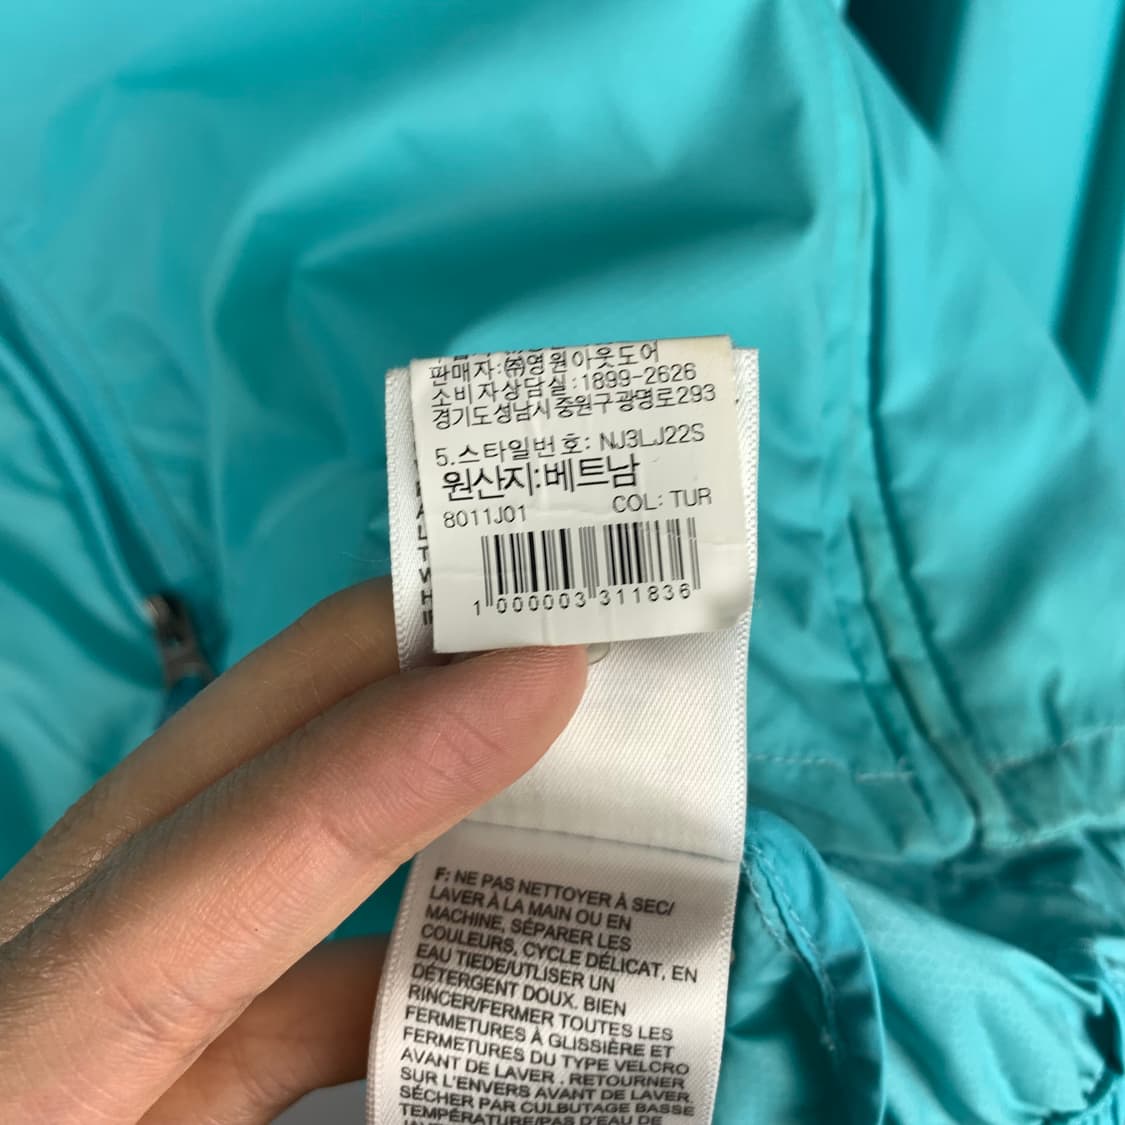 판매자:㈜영원아웃도어
소비자상담실:1899-2626
경기도성남시중원구광명로293
5.스타일번호: NJ3LJ22S
원산지:베트남
8011J01 COL: TUR
1 000003 311836
F: NE PAS NETTOYER À SEC/
LAVER À LA MAIN OU EN
MACHINE, SÉPARER LES
COULEURS, CYCLE DÉLICAT, EN
EAU TIEDE/UTLISER UN
DÉTERGENT DOUX. BIEN
RINCER/FERMER TOUTES LES
FERMETURES À GLISSIÈRE ET
FERMETURES DU TYPE VELCRO
AVANT DE LAVER . RETOURNER
SUR L'ENVERS AVANT DE LAVER.
SÉCHER PAR CULBUTAGE BASSE
TEMPÉRATURE/PAS D'EAU DE